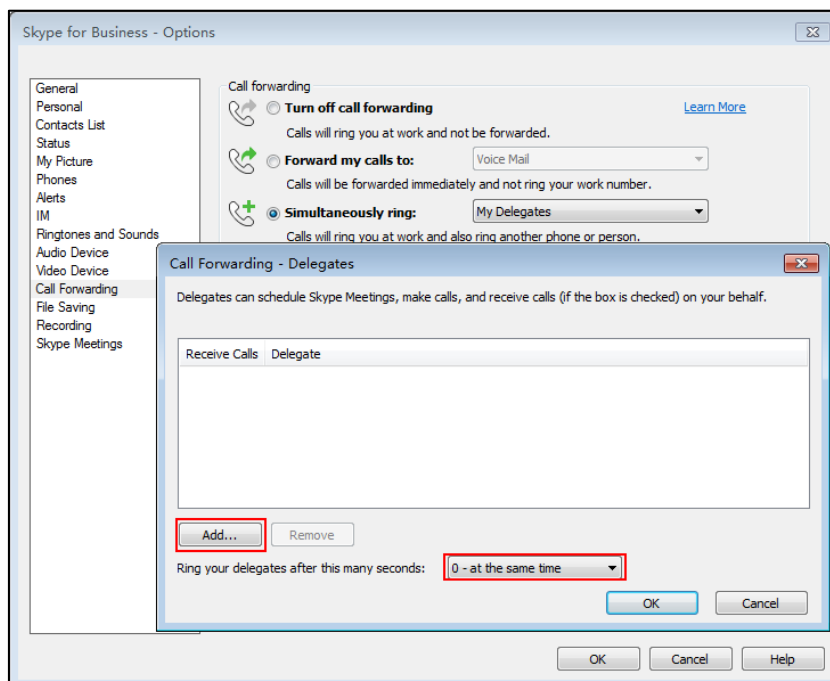 Skype for Business - Options
General
Personal
Contacts List
Status
My Picture
Phones
Alerts
IM
Ringtones and Sounds
Audio Device
Video Device
Call Forwarding
File Saving
Recording
Skype Meetings
Call forwarding
Turn off call forwarding
Learn More
Calls will ring you at work and not be forwarded.
Forward my calls to:
Voice Mail
Calls will be forwarded immediately and not ring your work number.
Simultaneously ring:
My Delegates
Calls will ring you at work and also ring another phone or person.
Call Forwarding - Delegates
Delegates can schedule Skype Meetings, make calls, and receive calls (if the box is checked) on your behalf.
Receive Calls Delegate
Add... Remove
Ring your delegates after this many seconds: 0 - at the same time
OK Cancel
OK Cancel Help